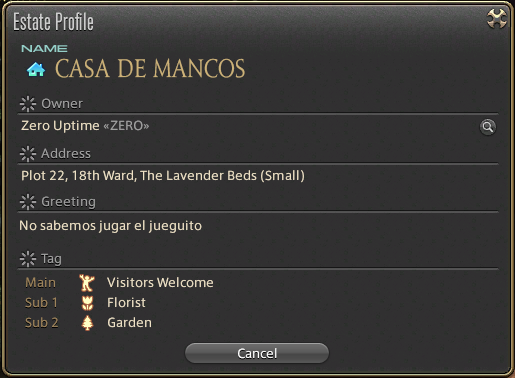 Estate Profile
NAME
CASA DE MANCOS
Owner
Zero Uptime «ZERO»
Address
Plot 22, 18th Ward, The Lavender Beds (Small)
Greeting
No sabemos jugar el jueguito
Tag
Main Visitors Welcome
Sub 1 Florist
Sub 2 Garden
Cancel